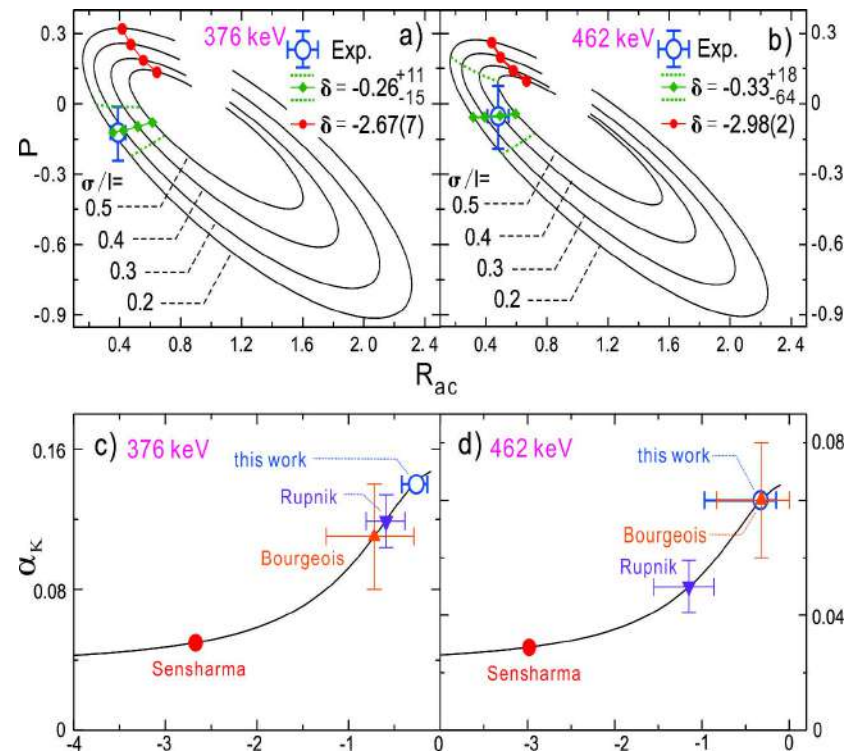 376 keV
a)
Exp.
δ = -0.26 +11 -15
δ = -2.67(7)
σ/I=
0.5
0.4
0.3
0.2
0.3
0
-0.3
-0.6
-0.9
P
0.4 0.8 1.2 1.6 2.0 2.4
462 keV
b)
Exp.
δ = -0.33 +18 -64
δ = -2.98(2)
σ/I=
0.5
0.4
0.3
0.2
0.3
0
-0.3
-0.6
-0.9
0.4 0.8 1.2 1.6 2.0 2.4
Rac
c) 376 keV
this work
Rupnik
Bourgeois
Sensharma
0.16
0.08
0
αK
-4 -3 -2 -1 0
d) 462 keV
this work
Bourgeois
Rupnik
Sensharma
0.08
0.04
0
-3 -2 -1 0